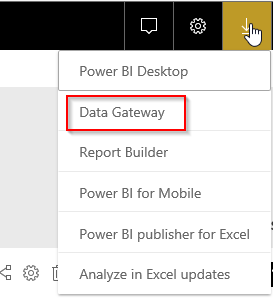 Power BI Desktop
Data Gateway
Report Builder
Power BI for Mobile
Power BI publisher for Excel
Analyze in Excel updates